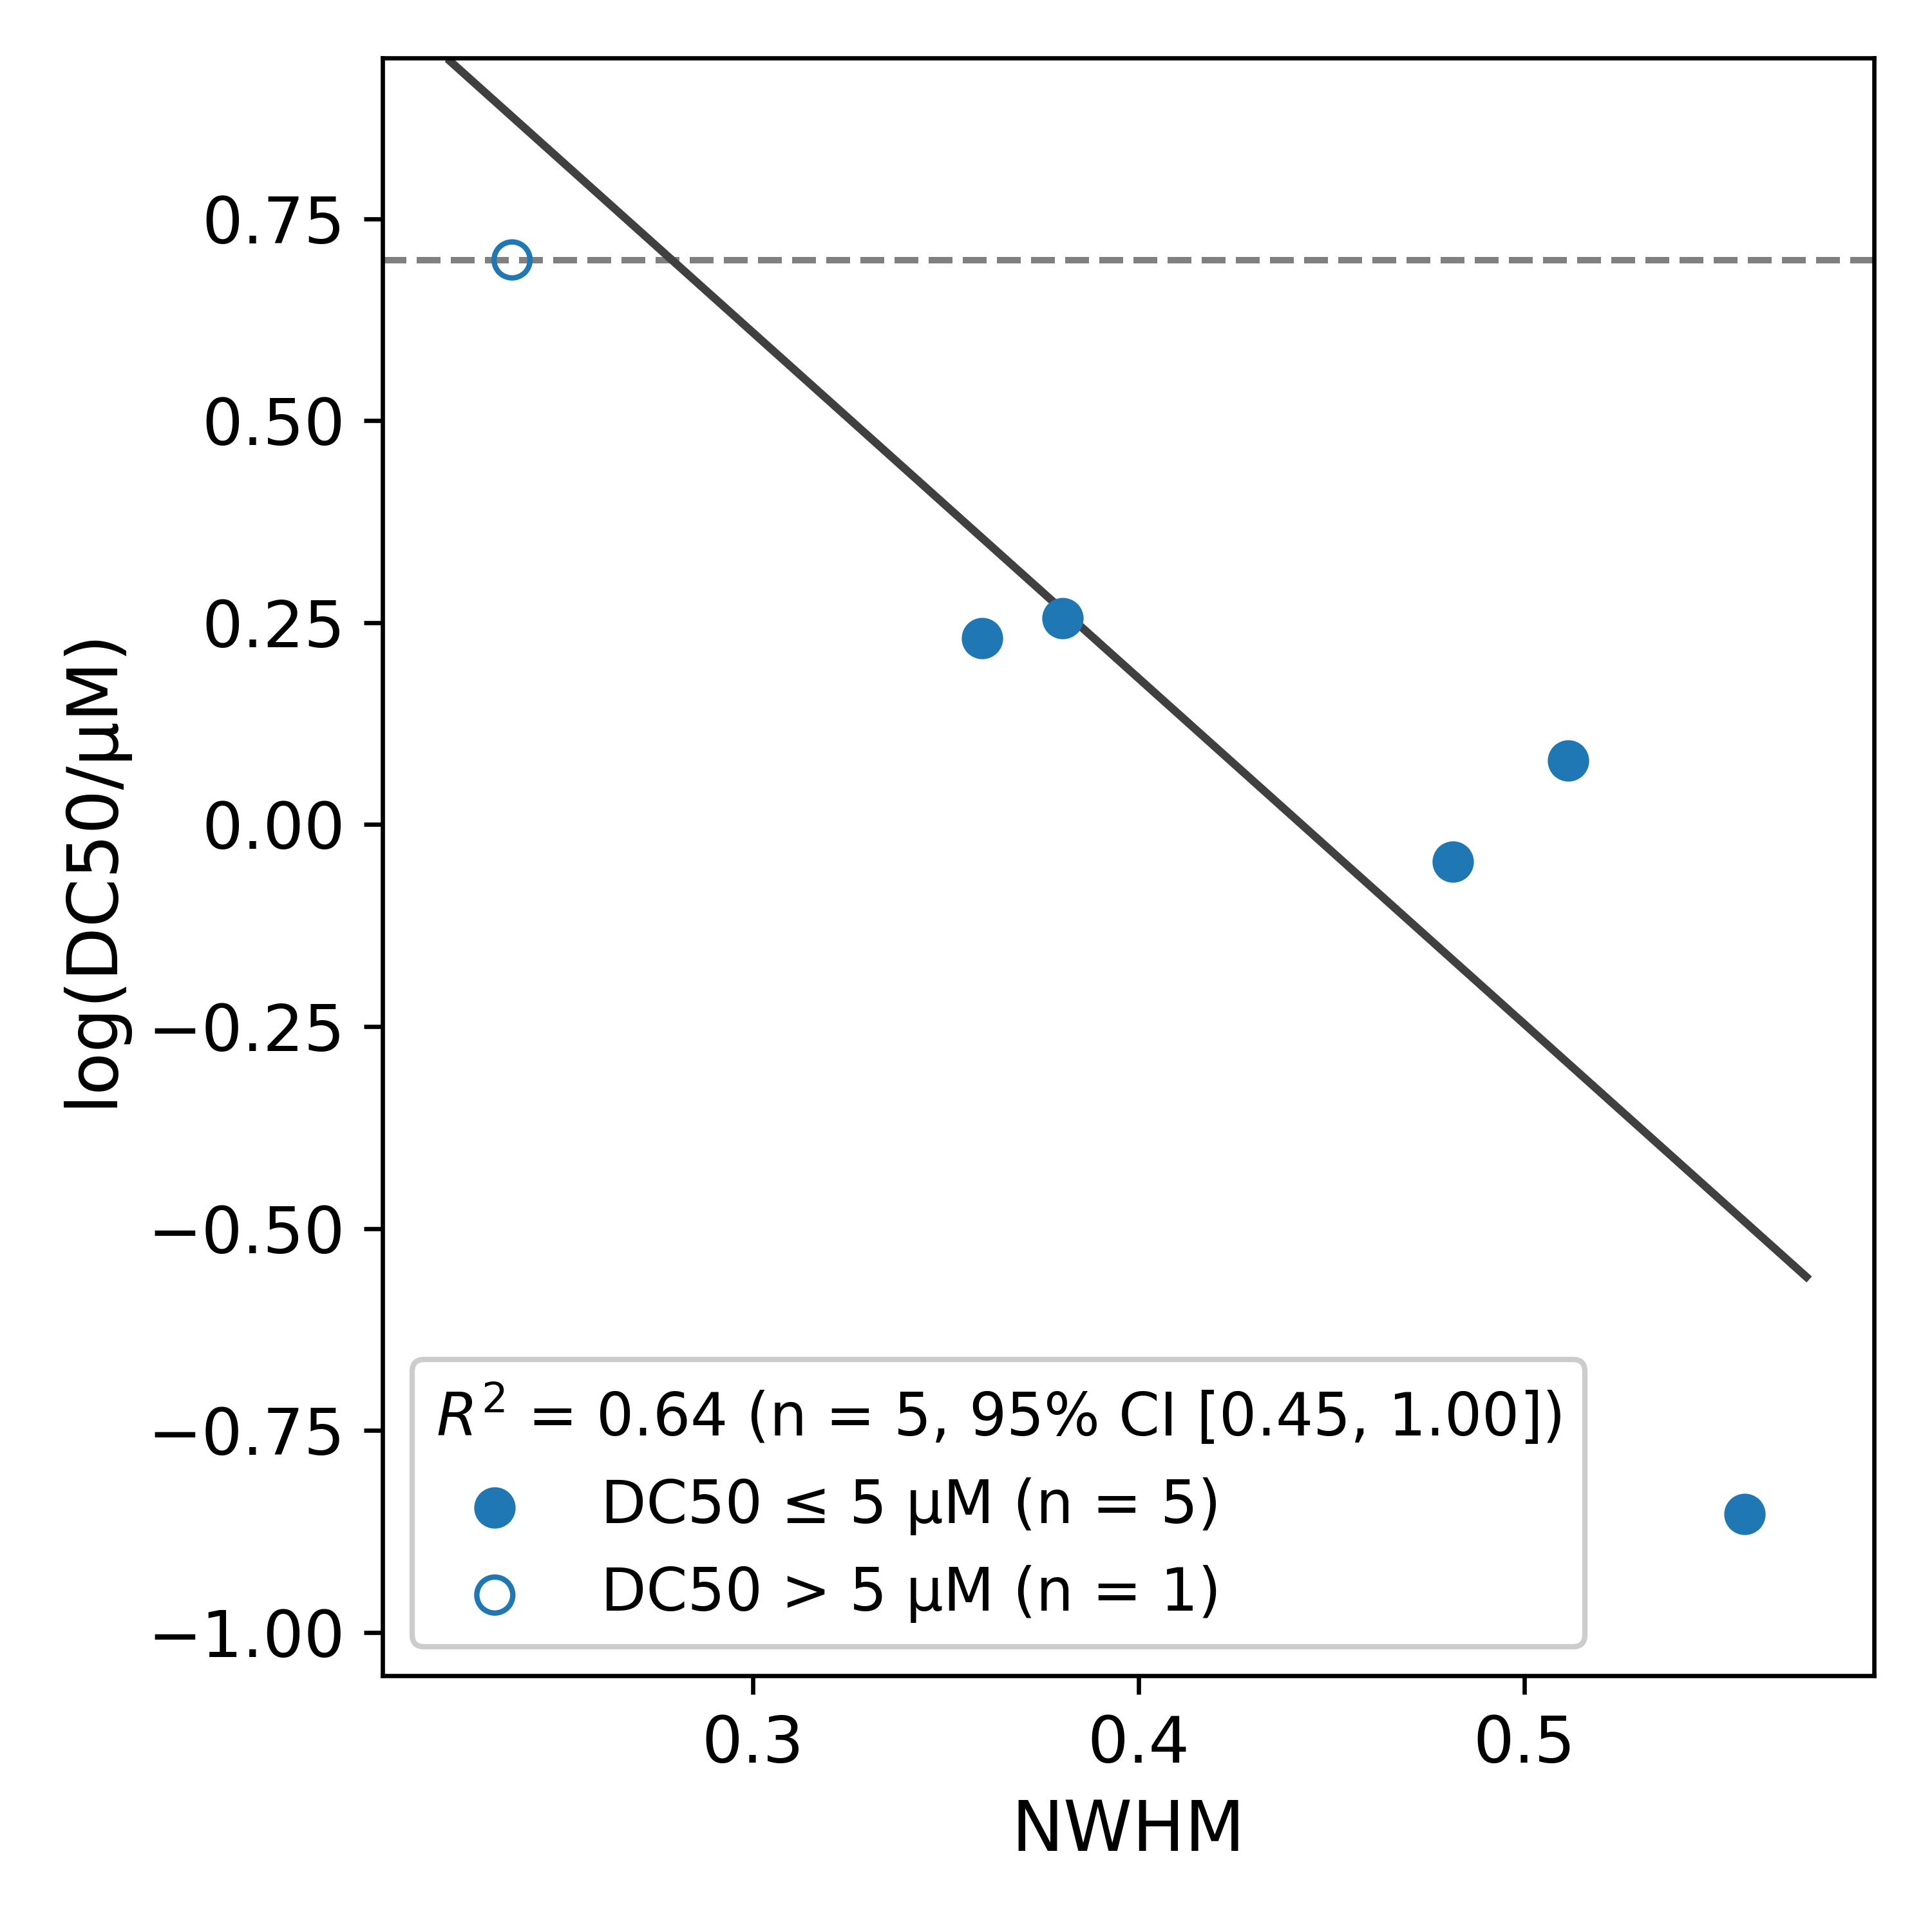 0.75
0.50
0.25
0.00
−0.25
−0.50
−0.75
−1.00
log(DC50/μM)
R² = 0.64 (n = 5, 95% CI [0.45, 1.00])
DC50 ≤ 5 μM (n = 5)
DC50 > 5 μM (n = 1)
0.3 0.4 0.5
NWHM